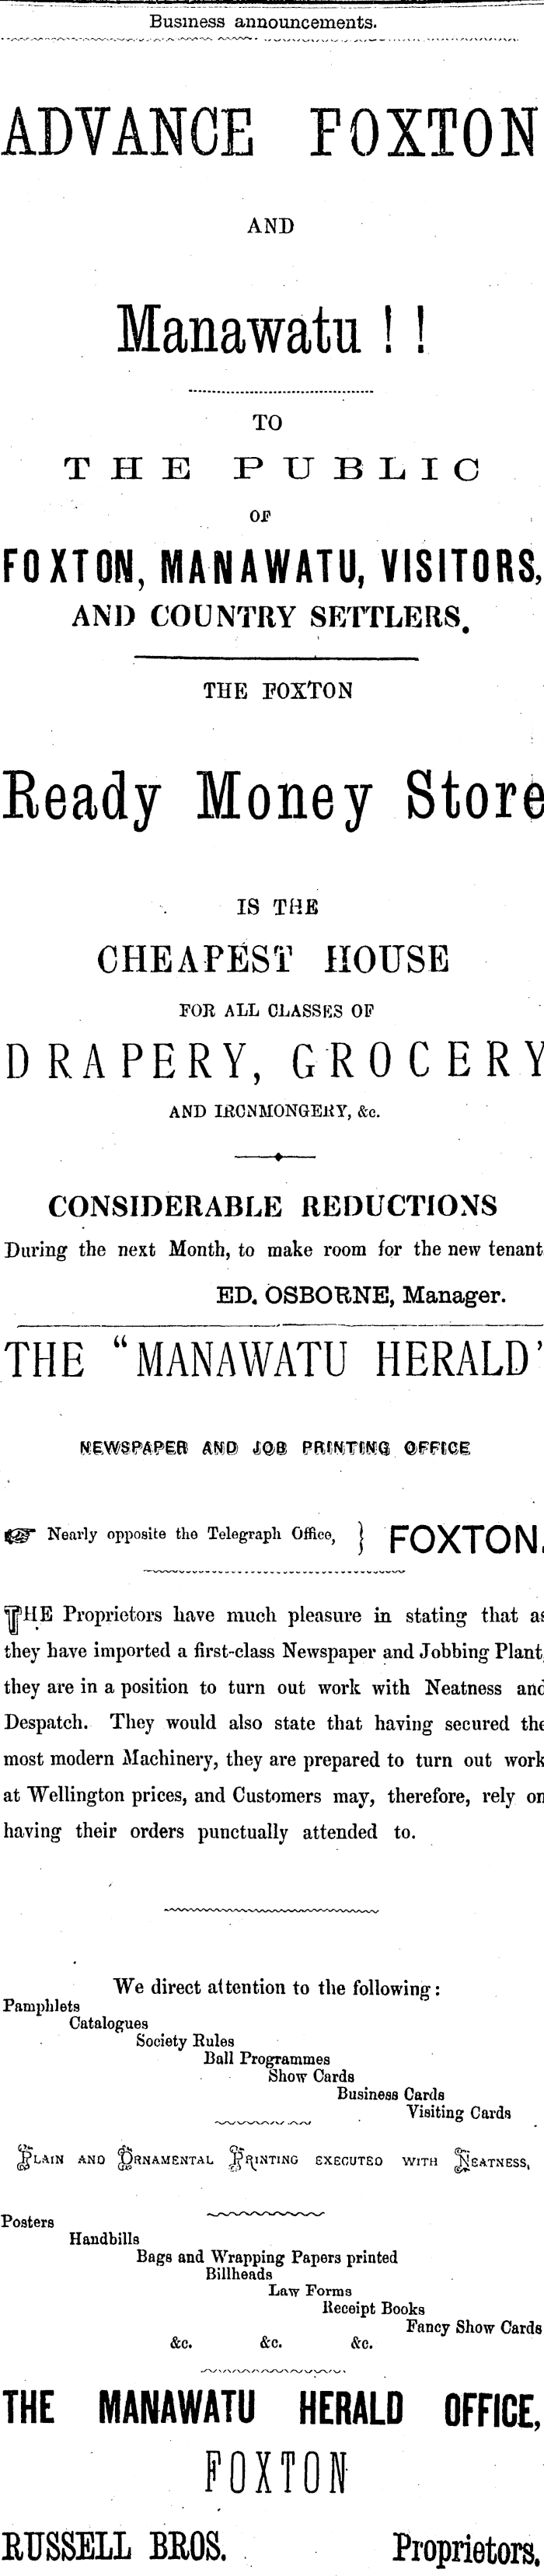 Business announcements.
ADVANCE FOXTON
AND
Manawatu ! !
TO
THE PUBLIC
OF
FOXTON, MANAWATU, VISITORS,
AND COUNTRY SETTLERS.
THE FOXTON
Ready Money Store
IS THE
CHEAPEST HOUSE
FOR ALL CLASSES OF
DRAPERY, GROCERY
AND IRONMONGERY, &c.
CONSIDERABLE REDUCTIONS
During the next Month, to make room for the new tenant
ED. OSBORNE, Manager.
THE "MANAWATU HERALD'
NEWSPAPER AND JOB PRINTING OFFICE
☞ Nearly opposite the Telegraph Office, } FOXTON.
THE Proprietors have much pleasure in stating that as
they have imported a first-class Newspaper and Jobbing Plant,
they are in a position to turn out work with Neatness and
Despatch. They would also state that having secured the
most modern Machinery, they are prepared to turn out work
at Wellington prices, and Customers may, therefore, rely on
having their orders punctually attended to.
We direct attention to the following:
Pamphlets
Catalogues
Society Rules
Ball Programmes
Show Cards
Business Cards
Visiting Cards
PLAIN AND ORNAMENTAL PRINTING EXECUTED WITH NEATNESS,
Posters
Handbills
Bags and Wrapping Papers printed
Billheads
Law Forms
Receipt Books
Fancy Show Cards
&c. &c. &c.
THE MANAWATU HERALD OFFICE,
FOXTON
RUSSELL BROS. Proprietors.